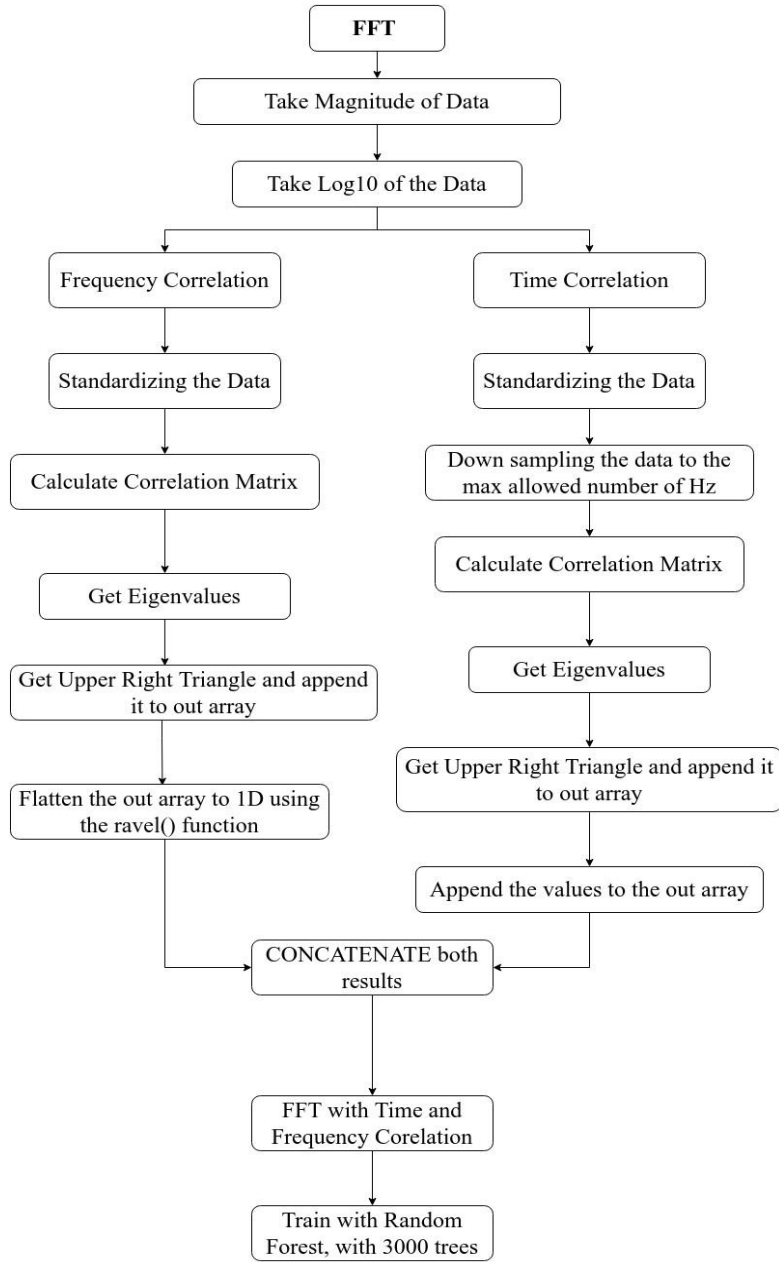 FFT
Take Magnitude of Data
Take Log10 of the Data
Frequency Correlation
Time Correlation
Standardizing the Data
Standardizing the Data
Calculate Correlation Matrix
Down sampling the data to the
max allowed number of Hz
Calculate Correlation Matrix
Get Eigenvalues
Get Eigenvalues
Get Upper Right Triangle and append
it to out array
Get Upper Right Triangle and append it
to out array
Flatten the out array to 1D using
the ravel() function
Append the values to the out array
CONCATENATE both
results
FFT with Time and
Frequency Corelation
Train with Random
Forest, with 3000 trees